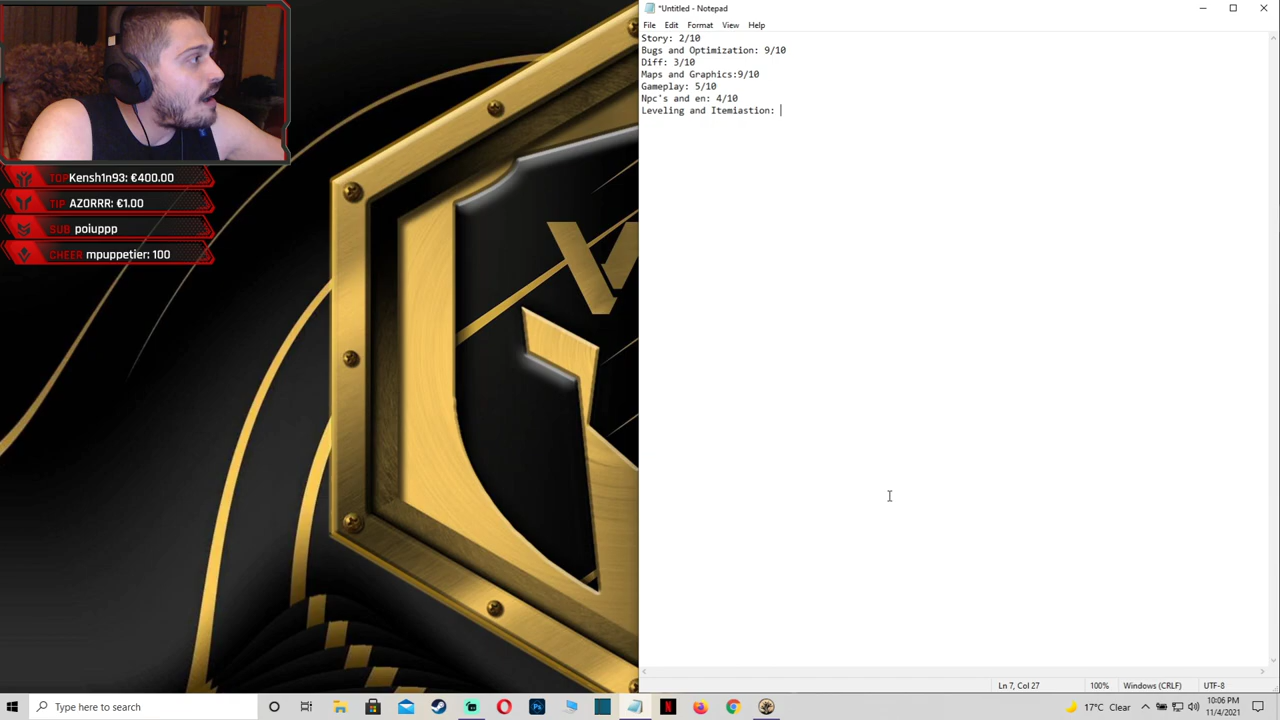 *Untitled - Notepad
File Edit Format View Help
Story: 2/10
Bugs and Optimization: 9/10
Diff: 3/10
Maps and Graphics:9/10
Gameplay: 5/10
Npc's and en: 4/10
Leveling and Itemiastion:
TOP Kensh1n93: €400.00
TIP AZORRR: €1.00
SUB poiuppp
CHEER mpuppetier: 100
Ln 7, Col 27 100% Windows (CRLF) UTF-8
Type here to search
17°C Clear
10:06 PM
11/4/2021